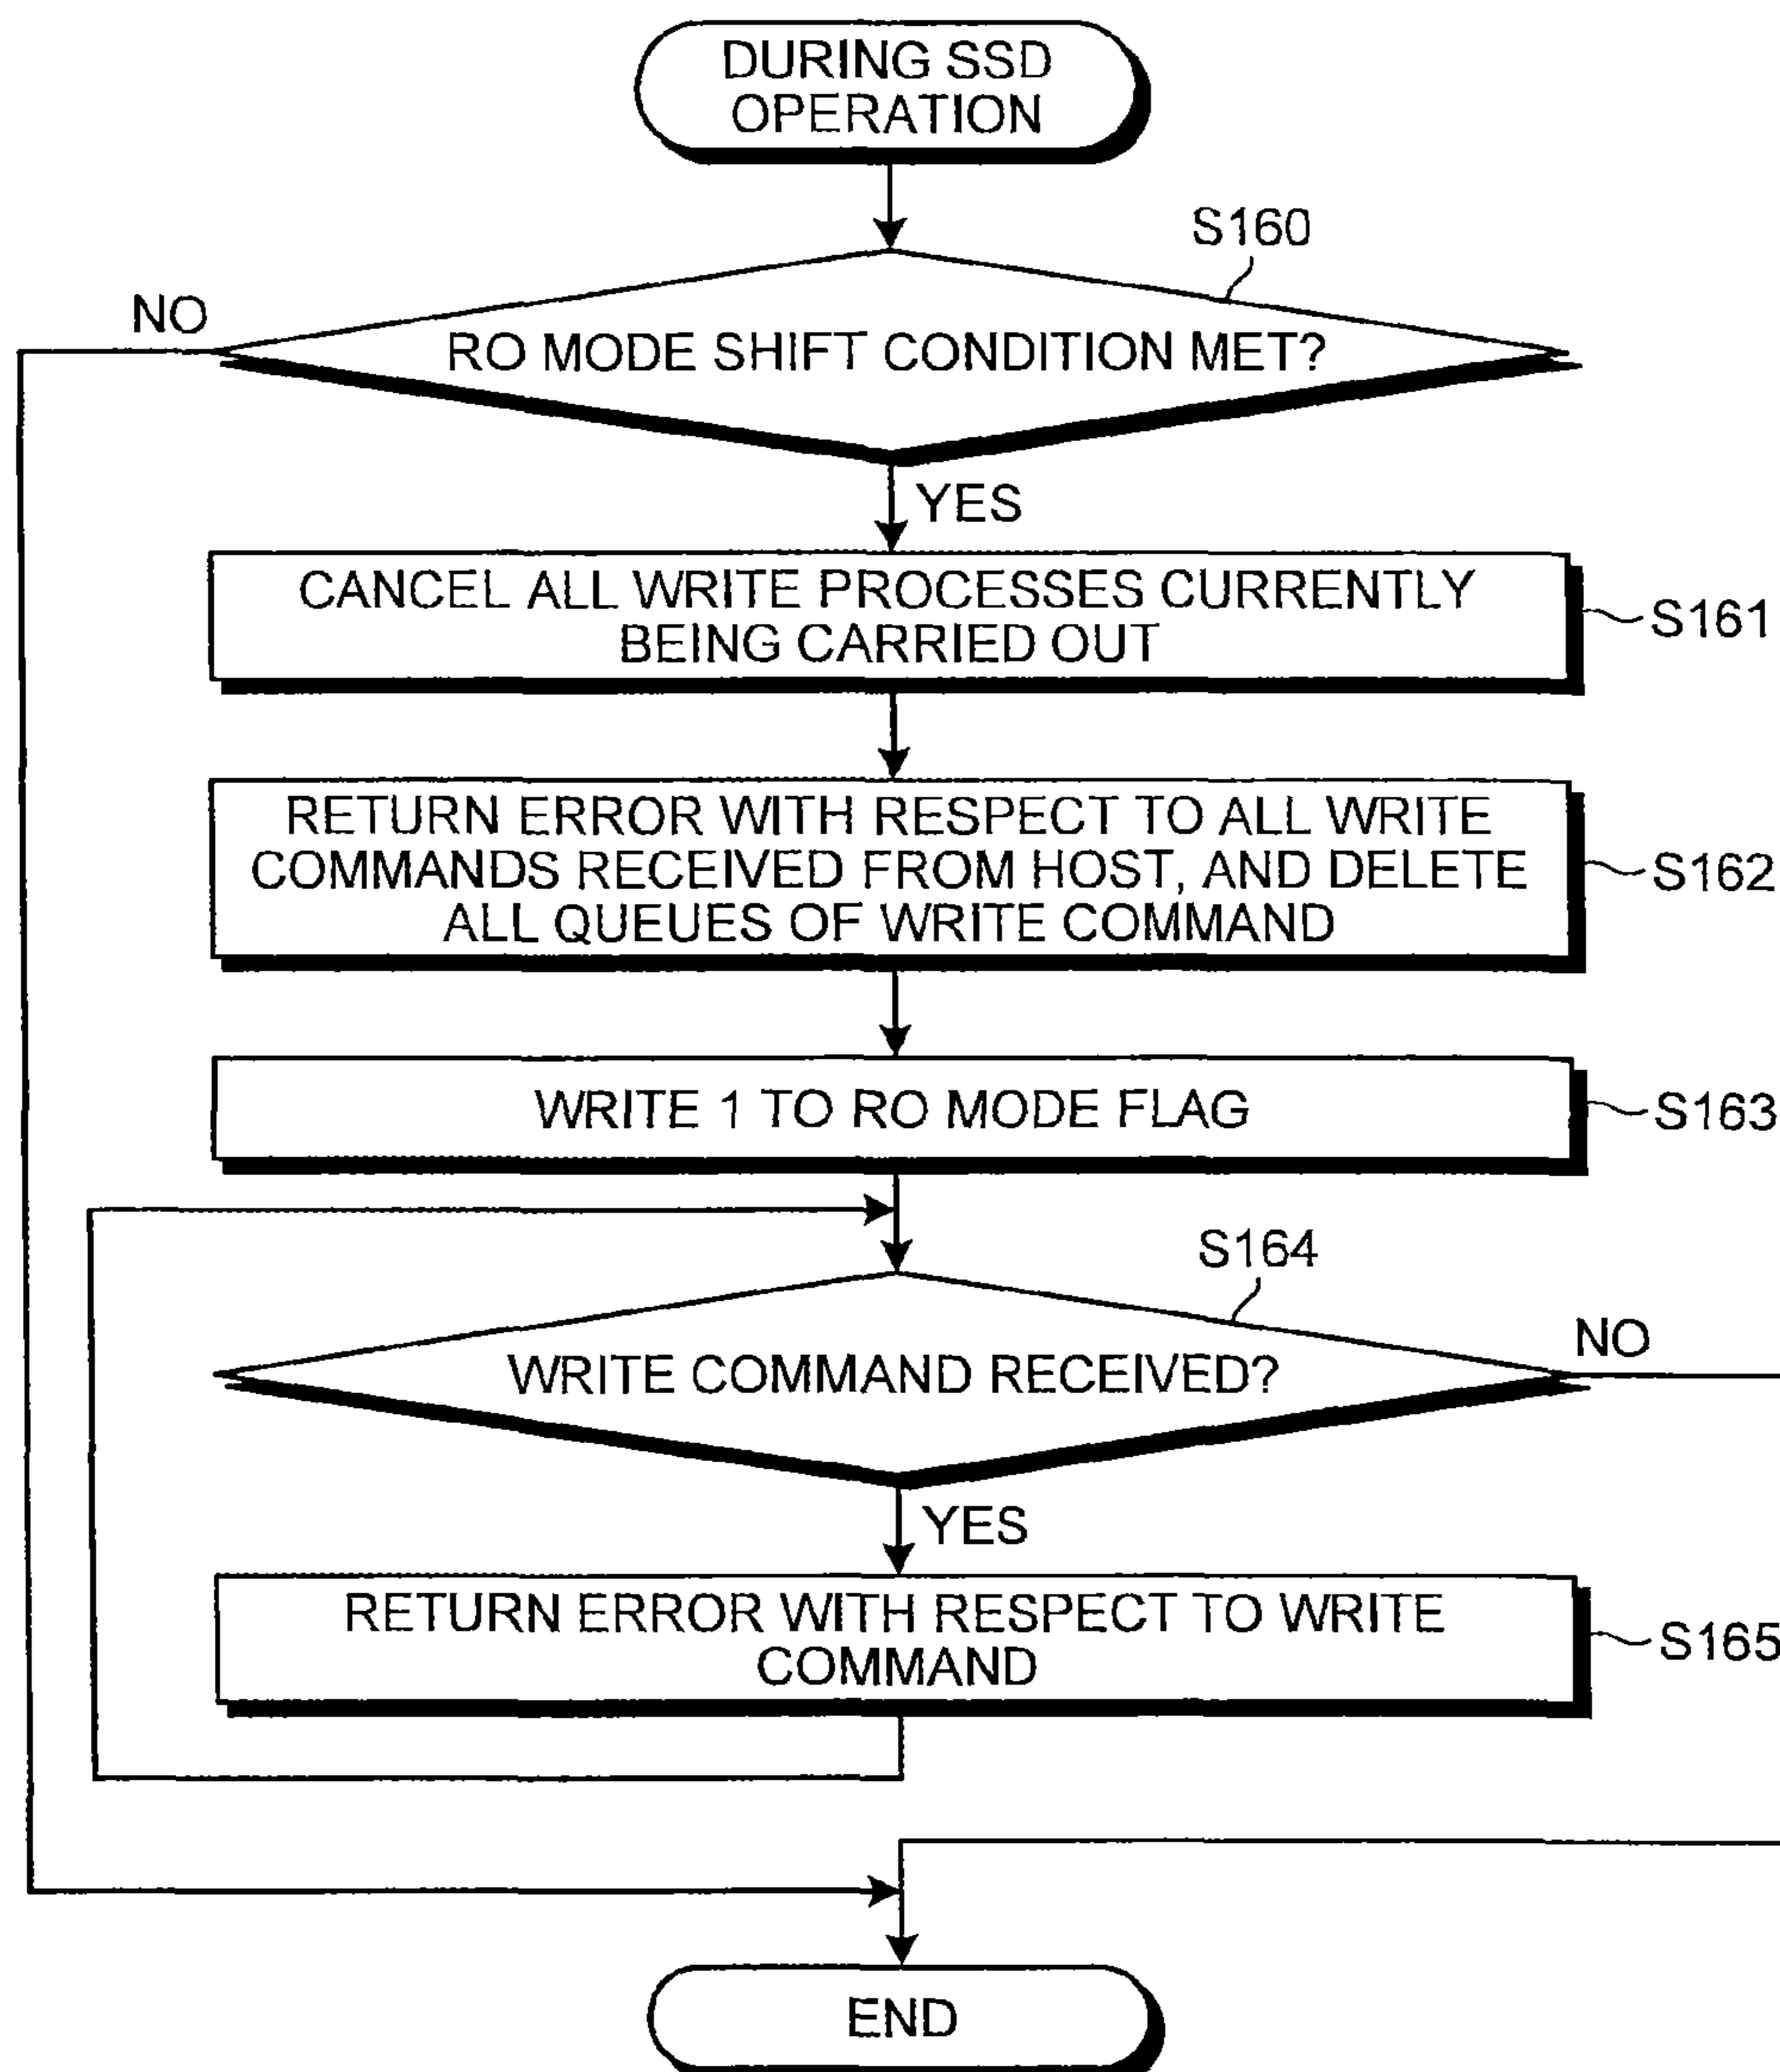 DURING SSD
OPERATION
S160
NO
RO MODE SHIFT CONDITION MET?
YES
CANCEL ALL WRITE PROCESSES CURRENTLY
BEING CARRIED OUT
S161
RETURN ERROR WITH RESPECT TO ALL WRITE
COMMANDS RECEIVED FROM HOST, AND DELETE
ALL QUEUES OF WRITE COMMAND
S162
WRITE 1 TO RO MODE FLAG
S163
S164
NO
WRITE COMMAND RECEIVED?
YES
RETURN ERROR WITH RESPECT TO WRITE
COMMAND
S165
END